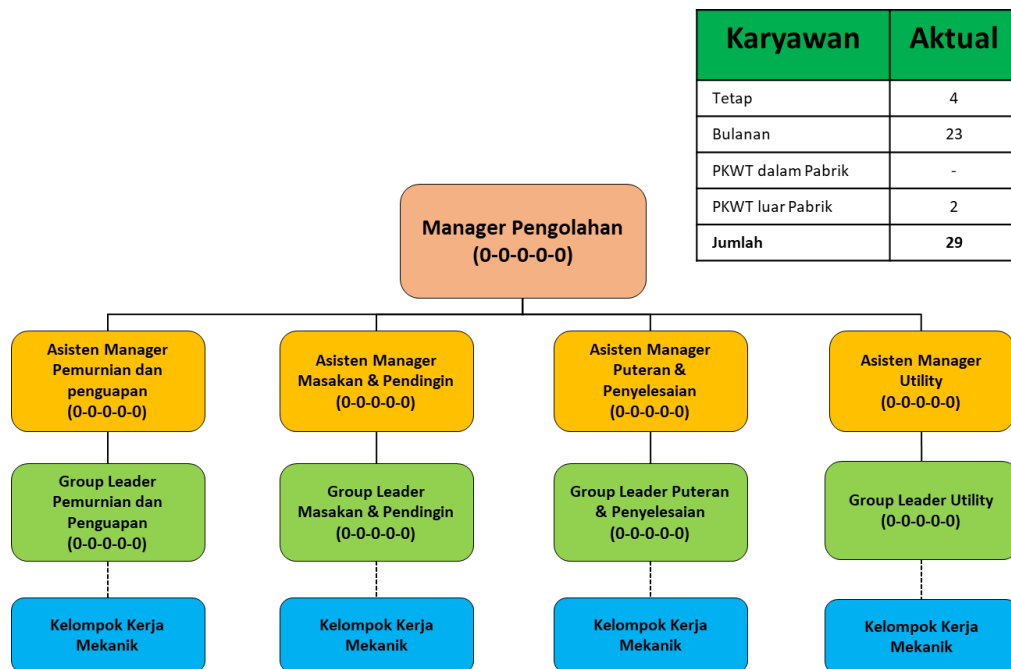 Karyawan Aktual
Tetap 4
Bulanan 23
PKWT dalam Pabrik -
PKWT luar Pabrik 2
Jumlah 29
Manager Pengolahan
(0-0-0-0-0)
Asisten Manager
Pemurnian dan
penguapan
(0-0-0-0-0)
Asisten Manager
Masakan & Pendingin
(0-0-0-0-0)
Asisten Manager
Puteran &
Penyelesaian
(0-0-0-0-0)
Asisten Manager
Utility
(0-0-0-0-0)
Group Leader
Pemurnian dan
Penguapan
(0-0-0-0-0)
Group Leader
Masakan & Pendingin
(0-0-0-0-0)
Group Leader Puteran
& Penyelesaian
(0-0-0-0-0)
Group Leader Utility
(0-0-0-0-0)
Kelompok Kerja
Mekanik
Kelompok Kerja
Mekanik
Kelompok Kerja
Mekanik
Kelompok Kerja
Mekanik